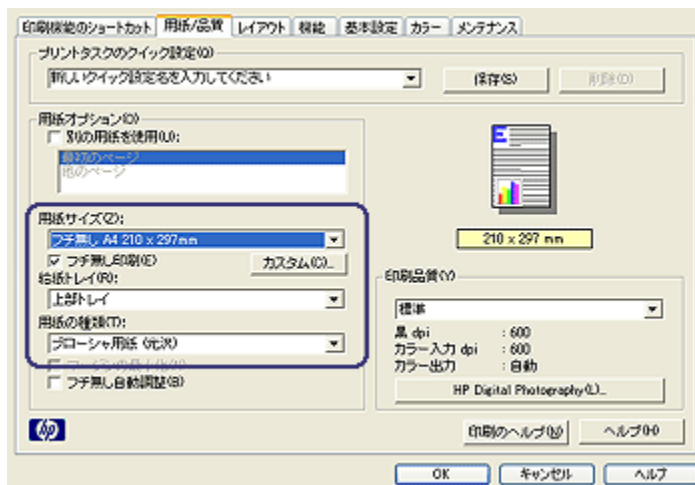 印刷機能のショートカット 用紙/品質 レイアウト 機能 基本設定 カラー メンテナンス
プリントタスクのクイック設定(Q)
新しいクイック設定名を入力してください 保存(S) 削除(D)
用紙オプション(O)
別の用紙を使用(U):
最初のページ
他のページ
用紙サイズ(Z):
フチ無し A4 210 x 297mm
フチ無し印刷(E) カスタム(C)...
給紙トレイ(R):
上部トレイ
用紙の種類(T):
ブローシャ用紙 (光沢)
フチ無し自動調整(B)
210 x 297 mm
印刷品質(Y)
標準
黒 dpi : 600
カラー入力 dpi : 600
カラー出力 : 自動
HP Digital Photography(L)...
hp
印刷のヘルプ(N) ヘルプ(H)
OK キャンセル ヘルプ